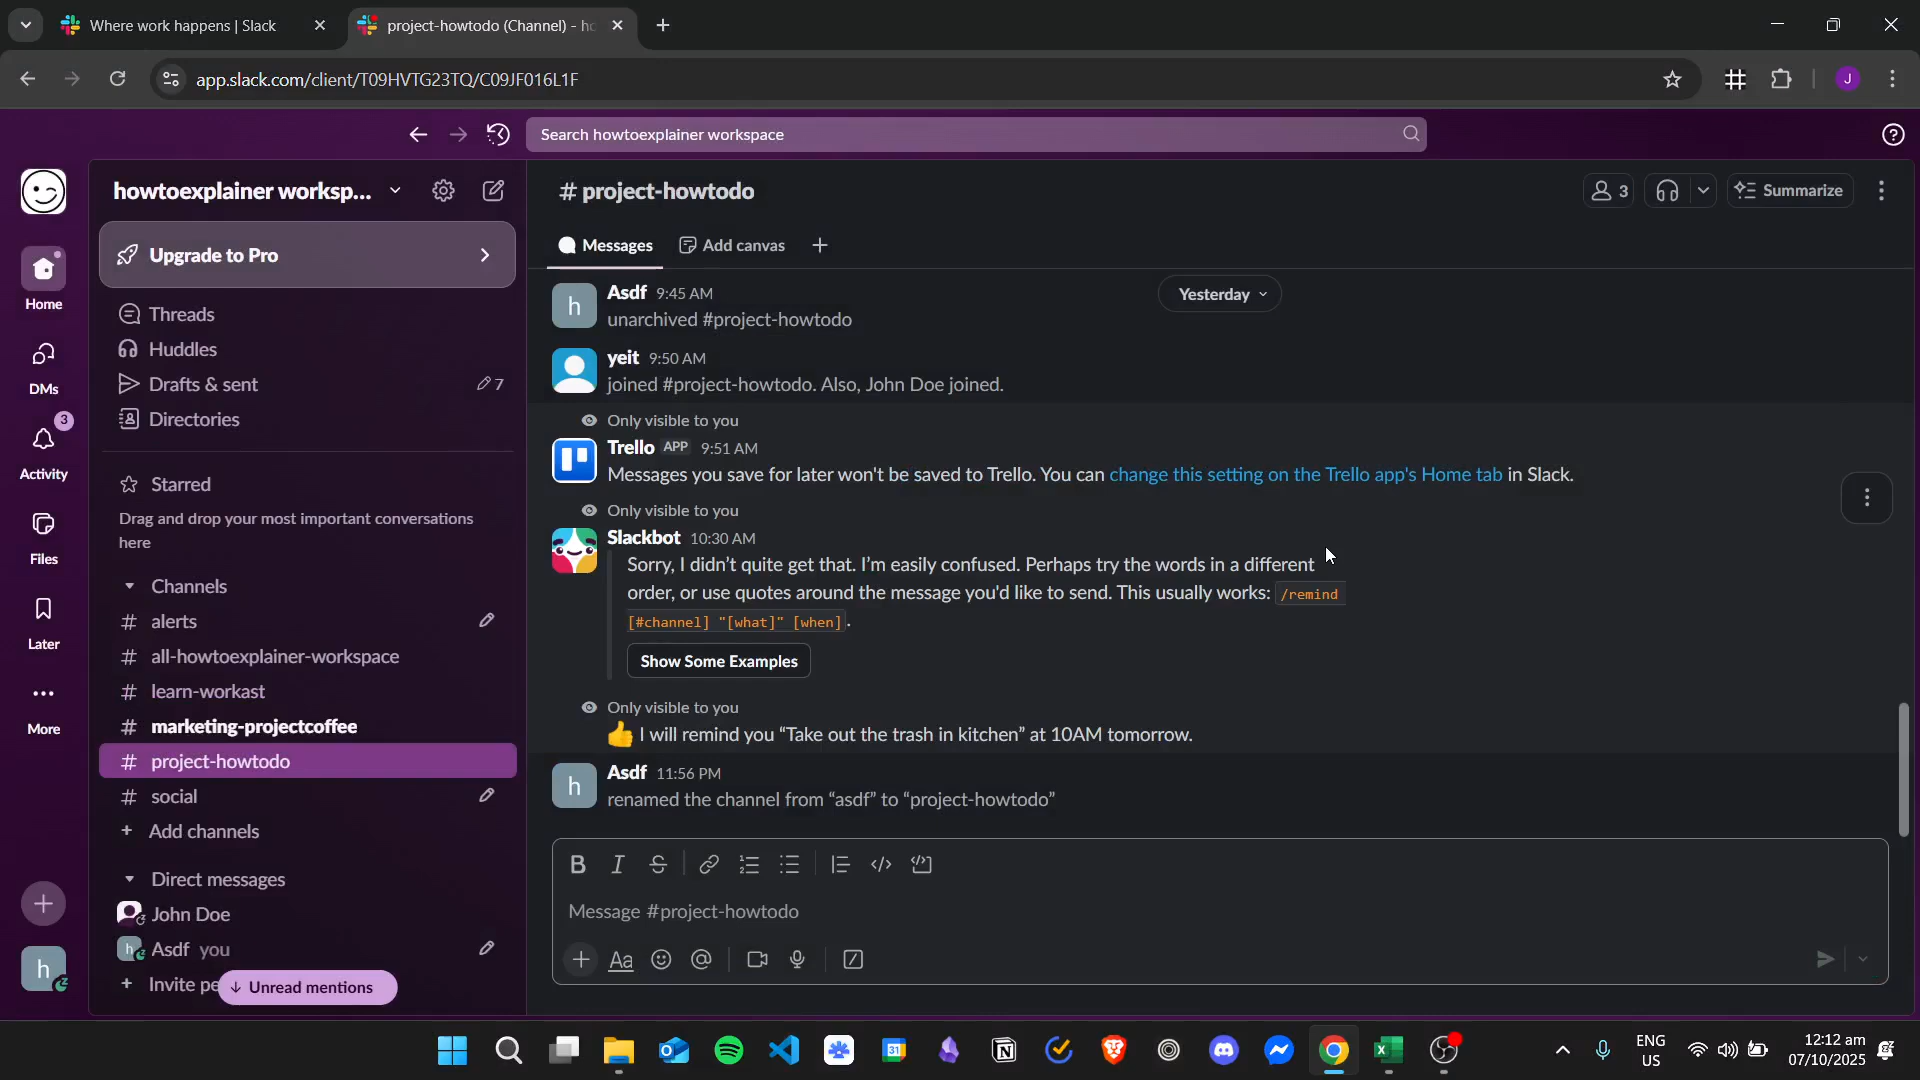 Where work happens | Slack
project-howtodo (Channel) - ho
app.slack.com/client/T09HVTG23TQ/C09JF016L1F
J
Search howtoexplainer workspace
Home
DMs
3
Activity
Files
Later
More
h
howtoexplainer worksp...
Upgrade to Pro
Threads
Huddles
Drafts & sent
7
Directories
Starred
Drag and drop your most important conversations
here
Channels
# alerts
# all-howtoexplainer-workspace
# learn-workast
# marketing-projectcoffee
# project-howtodo
# social
+ Add channels
Direct messages
John Doe
h Asdf you
+ Invite pe
↓ Unread mentions
# project-howtodo
3
Summarize
Messages
Add canvas
Yesterday
h
Asdf 9:45 AM
unarchived #project-howtodo
yeit 9:50 AM
joined #project-howtodo. Also, John Doe joined.
Only visible to you
Trello APP 9:51 AM
Messages you save for later won't be saved to Trello. You can change this setting on the Trello app's Home tab in Slack.
Only visible to you
Slackbot 10:30 AM
Sorry, I didn’t quite get that. I’m easily confused. Perhaps try the words in a different
order, or use quotes around the message you'd like to send. This usually works: /remind
[#channel] "[what]" [when].
Show Some Examples
Only visible to you
I will remind you “Take out the trash in kitchen” at 10AM tomorrow.
h
Asdf 11:56 PM
renamed the channel from “asdf” to “project-howtodo”
B I S
Message #project-howtodo
Aa
31
ENG
US
12:12 am
07/10/2025